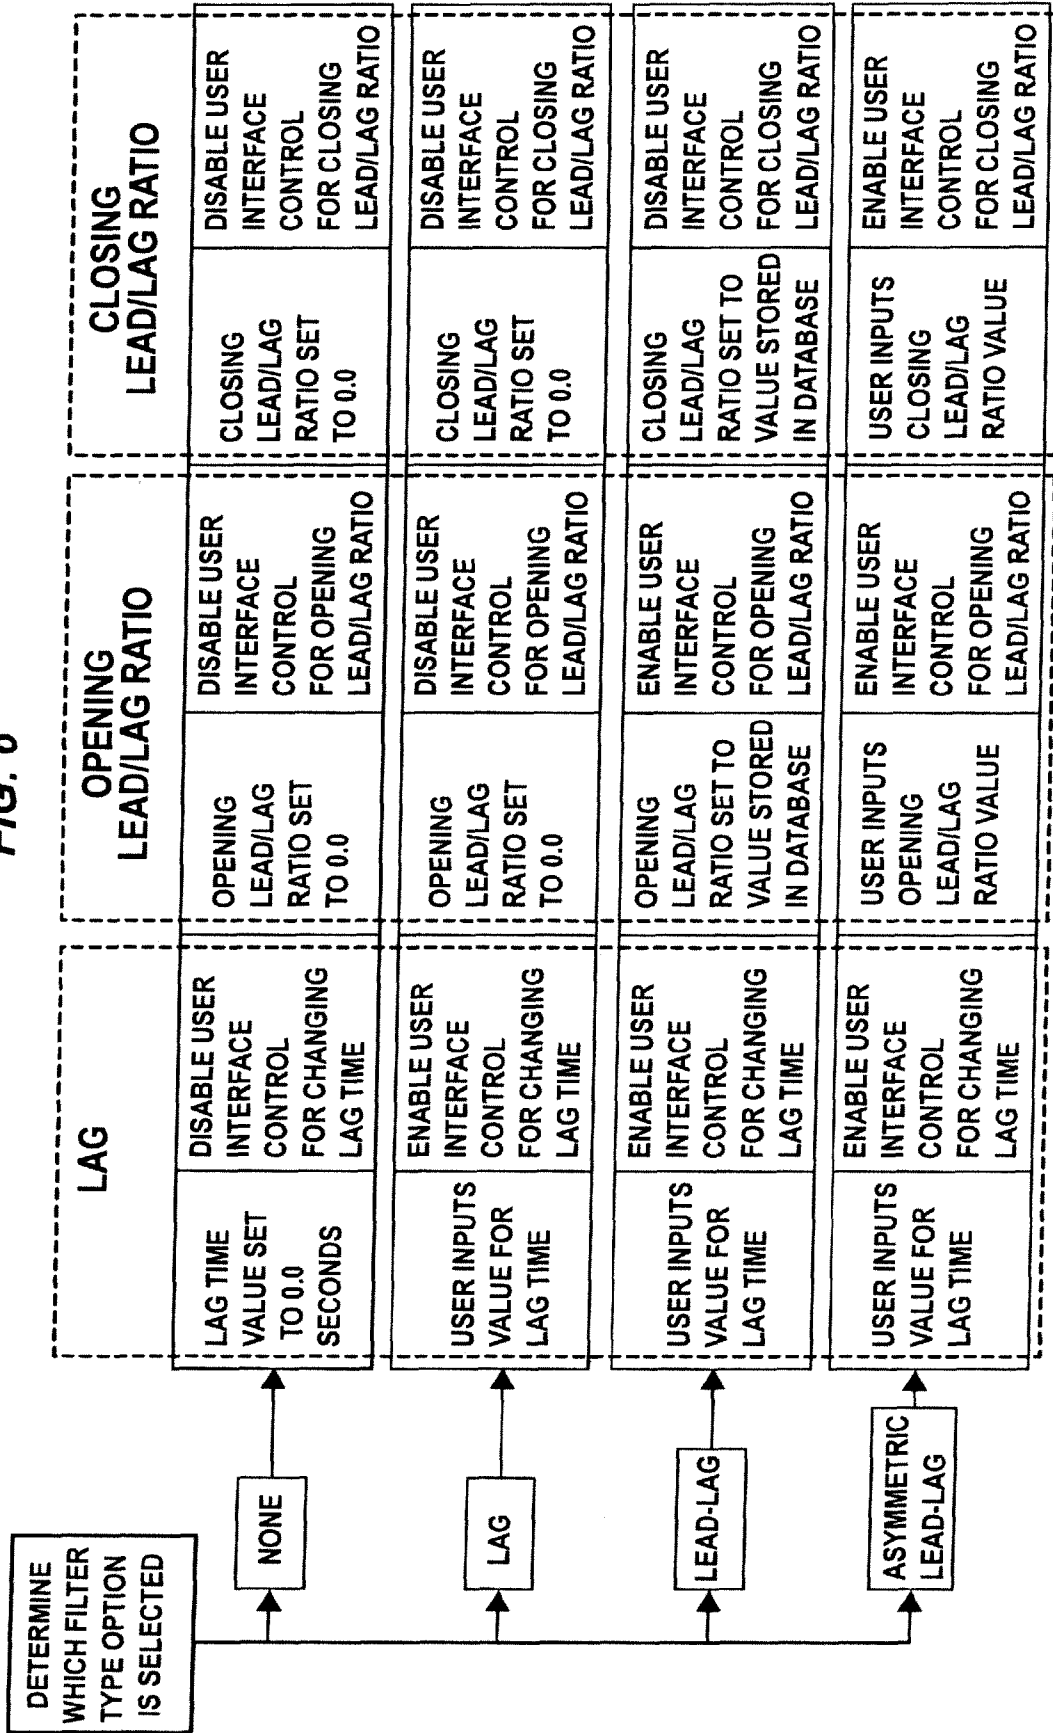 FIG.
DETERMINE
WHICH FILTER
TYPE OPTION
IS SELECTED
LAG
OPENING
LEAD/LAG RATIO
CLOSING
LEAD/LAG RATIO
NONE
LAG TIME
VALUE SET
TO 0.0
SECONDS
DISABLE USER
INTERFACE
CONTROL
FOR CHANGING
LAG TIME
OPENING
LEAD/LAG
RATIO SET
TO 0.0
DISABLE USER
INTERFACE
CONTROL
FOR OPENING
LEAD/LAG RATIO
CLOSING
LEAD/LAG
RATIO SET
TO 0.0
DISABLE USER
INTERFACE
CONTROL
FOR CLOSING
LEAD/LAG RATIO
LAG
USER INPUTS
VALUE FOR
LAG TIME
ENABLE USER
INTERFACE
CONTROL
FOR CHANGING
LAG TIME
OPENING
LEAD/LAG
RATIO SET
TO 0.0
DISABLE USER
INTERFACE
CONTROL
FOR OPENING
LEAD/LAG RATIO
CLOSING
LEAD/LAG
RATIO SET
TO 0.0
DISABLE USER
INTERFACE
CONTROL
FOR CLOSING
LEAD/LAG RATIO
LEAD-LAG
USER INPUTS
VALUE FOR
LAG TIME
ENABLE USER
INTERFACE
CONTROL
FOR CHANGING
LAG TIME
OPENING
LEAD/LAG
RATIO SET TO
VALUE STORED
IN DATABASE
ENABLE USER
INTERFACE
CONTROL
FOR OPENING
LEAD/LAG RATIO
CLOSING
LEAD/LAG
RATIO SET TO
VALUE STORED
IN DATABASE
DISABLE USER
INTERFACE
CONTROL
FOR CLOSING
LEAD/LAG RATIO
ASYMMETRIC
LEAD-LAG
USER INPUTS
VALUE FOR
LAG TIME
ENABLE USER
INTERFACE
CONTROL
FOR CHANGING
LAG TIME
USER INPUTS
OPENING
LEAD/LAG
RATIO VALUE
ENABLE USER
INTERFACE
CONTROL
FOR OPENING
LEAD/LAG RATIO
USER INPUTS
CLOSING
LEAD/LAG
RATIO VALUE
ENABLE USER
INTERFACE
CONTROL
FOR CLOSING
LEAD/LAG RATIO